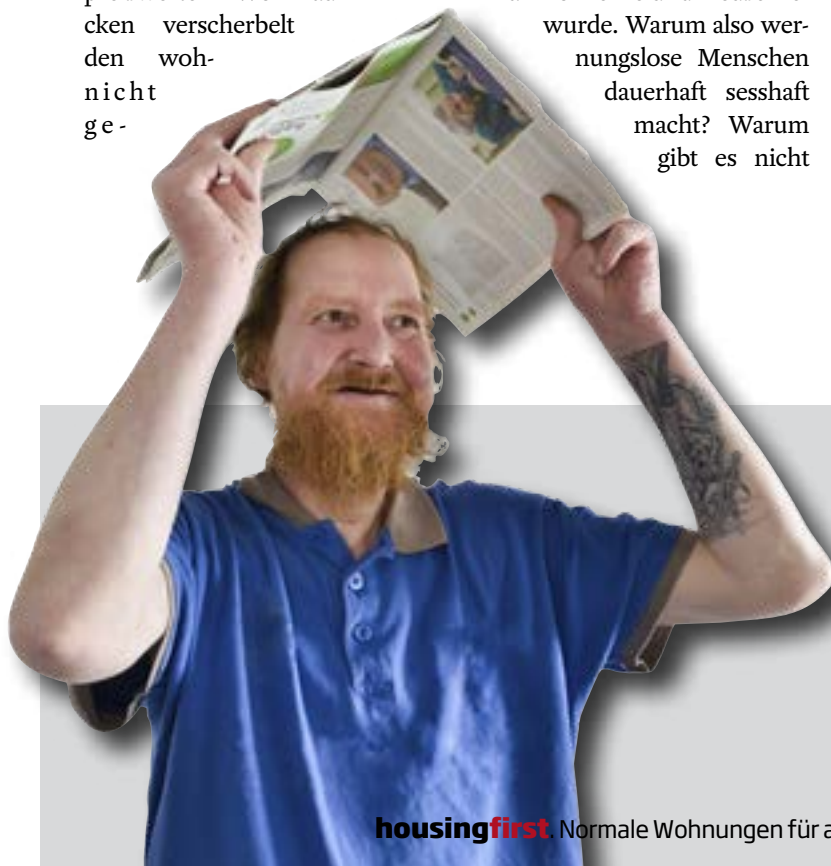 cken verscherbelt
den woh-
nicht
ge-
wurde. Warum also wer-
nungslose Menschen
dauerhaft sesshaft
macht? Warum
gibt es nicht
housingfirst. Normale Wohnungen für a